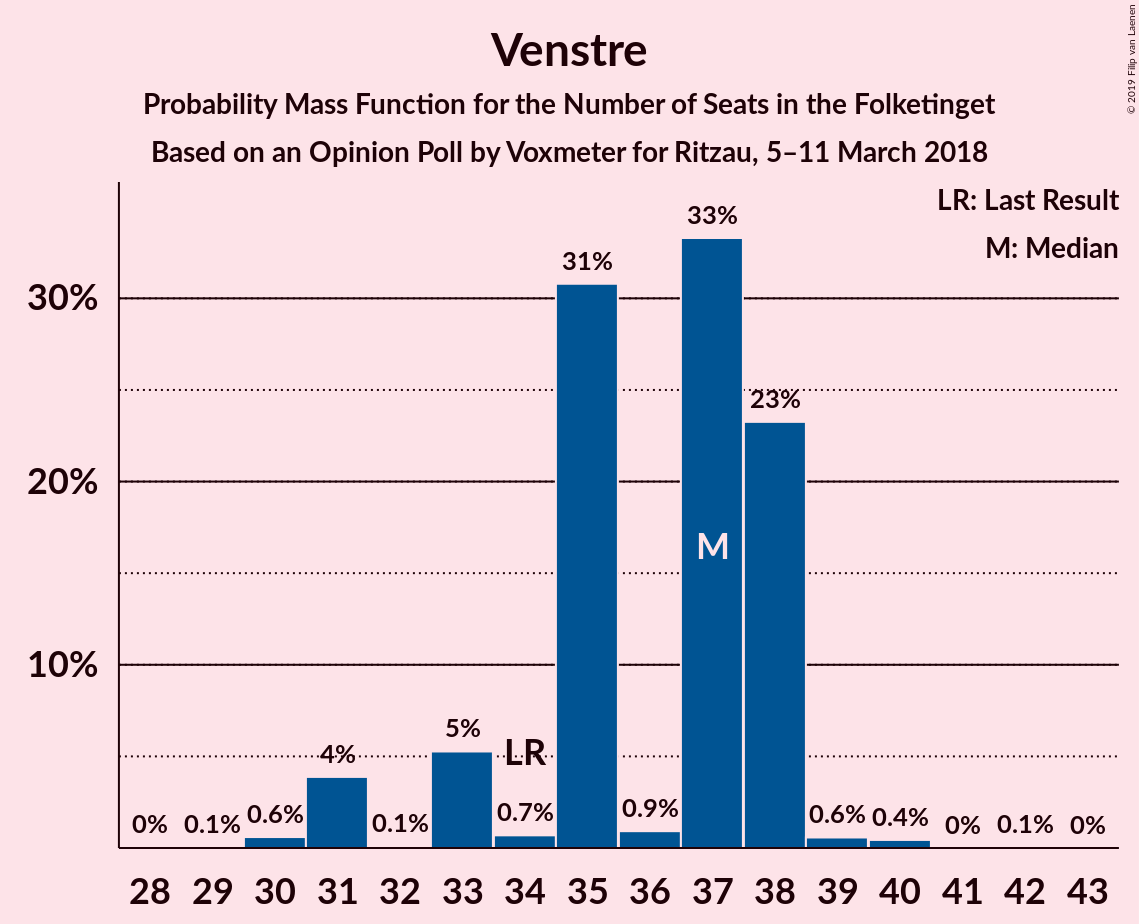 Venstre
Probability Mass Function for the Number of Seats in the Folketinget
Based on an Opinion Poll by Voxmeter for Ritzau, 5–11 March 2018
© 2019 Filip van Laenen
LR: Last Result
M: Median
30%
20%
10%
0%
0.1%
0.6%
4%
0.1%
5%
0.7%
LR
31%
0.9%
33%
M
23%
0.6%
0.4%
0%
0.1%
0%
28 29 30 31 32 33 34 35 36 37 38 39 40 41 42 43